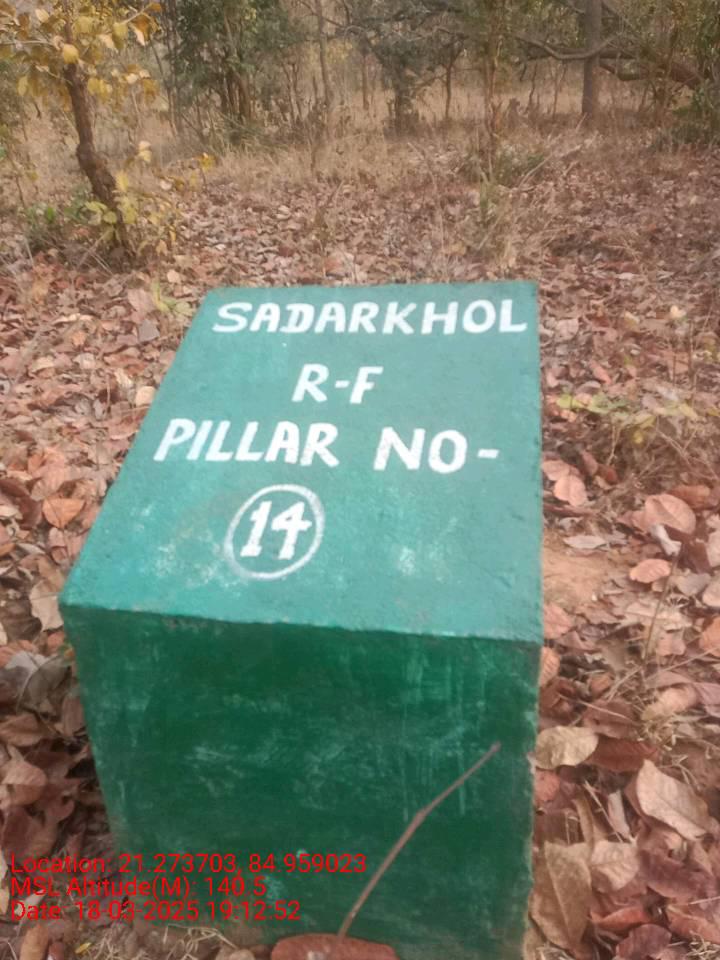 SADARKHOL
R-F
PILLAR NO-
14
Location: 21.273703, 84.959023
MSL Altitude(M): 140.5
Date: 18-03-2025 19:12:52